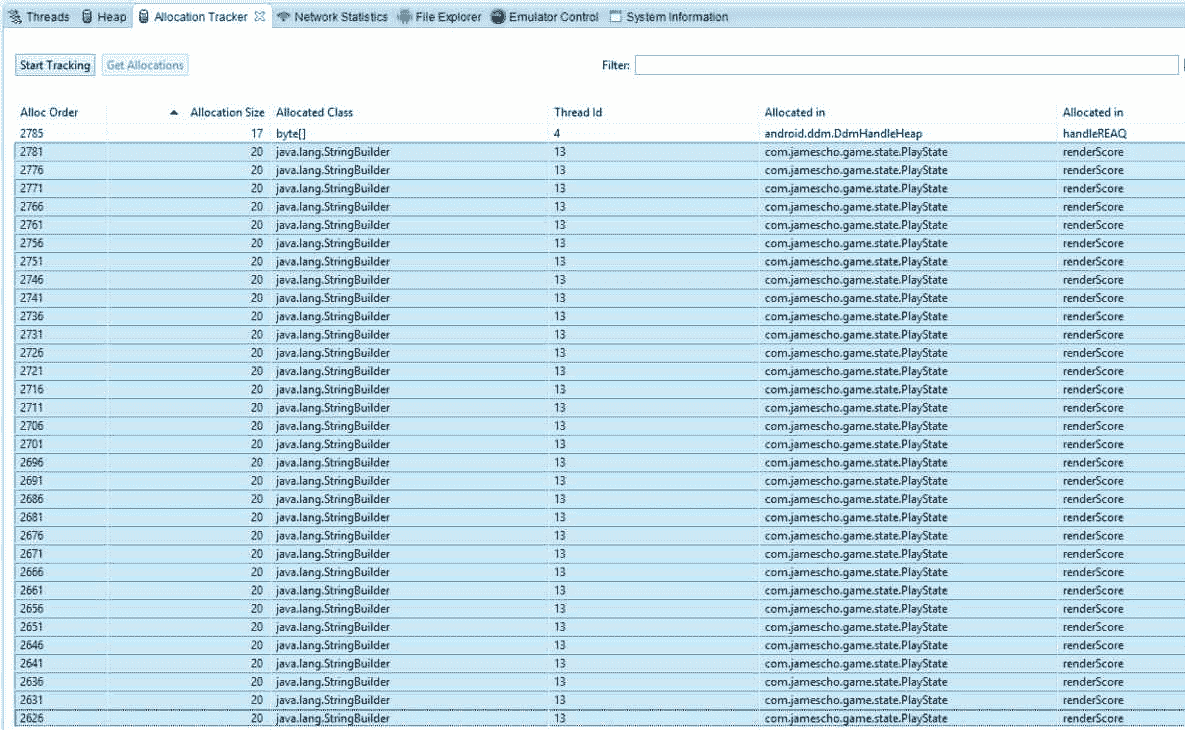 Threads Heap Allocation Tracker Network Statistics File Explorer Emulator Control System Information
Start Tracking Get Allocations Filter:
Alloc Order Allocation Size Allocated Class Thread Id Allocated in Allocated in
2785 17 byte[] 4 android.ddm.DdmHandleHeap handleREAQ
2781 20 java.lang.StringBuilder 13 com.jamescho.game.state.PlayState renderScore
2776 20 java.lang.StringBuilder 13 com.jamescho.game.state.PlayState renderScore
2771 20 java.lang.StringBuilder 13 com.jamescho.game.state.PlayState renderScore
2766 20 java.lang.StringBuilder 13 com.jamescho.game.state.PlayState renderScore
2761 20 java.lang.StringBuilder 13 com.jamescho.game.state.PlayState renderScore
2756 20 java.lang.StringBuilder 13 com.jamescho.game.state.PlayState renderScore
2751 20 java.lang.StringBuilder 13 com.jamescho.game.state.PlayState renderScore
2746 20 java.lang.StringBuilder 13 com.jamescho.game.state.PlayState renderScore
2741 20 java.lang.StringBuilder 13 com.jamescho.game.state.PlayState renderScore
2736 20 java.lang.StringBuilder 13 com.jamescho.game.state.PlayState renderScore
2731 20 java.lang.StringBuilder 13 com.jamescho.game.state.PlayState renderScore
2726 20 java.lang.StringBuilder 13 com.jamescho.game.state.PlayState renderScore
2721 20 java.lang.StringBuilder 13 com.jamescho.game.state.PlayState renderScore
2716 20 java.lang.StringBuilder 13 com.jamescho.game.state.PlayState renderScore
2711 20 java.lang.StringBuilder 13 com.jamescho.game.state.PlayState renderScore
2706 20 java.lang.StringBuilder 13 com.jamescho.game.state.PlayState renderScore
2701 20 java.lang.StringBuilder 13 com.jamescho.game.state.PlayState renderScore
2696 20 java.lang.StringBuilder 13 com.jamescho.game.state.PlayState renderScore
2691 20 java.lang.StringBuilder 13 com.jamescho.game.state.PlayState renderScore
2686 20 java.lang.StringBuilder 13 com.jamescho.game.state.PlayState renderScore
2681 20 java.lang.StringBuilder 13 com.jamescho.game.state.PlayState renderScore
2676 20 java.lang.StringBuilder 13 com.jamescho.game.state.PlayState renderScore
2671 20 java.lang.StringBuilder 13 com.jamescho.game.state.PlayState renderScore
2666 20 java.lang.StringBuilder 13 com.jamescho.game.state.PlayState renderScore
2661 20 java.lang.StringBuilder 13 com.jamescho.game.state.PlayState renderScore
2656 20 java.lang.StringBuilder 13 com.jamescho.game.state.PlayState renderScore
2651 20 java.lang.StringBuilder 13 com.jamescho.game.state.PlayState renderScore
2646 20 java.lang.StringBuilder 13 com.jamescho.game.state.PlayState renderScore
2641 20 java.lang.StringBuilder 13 com.jamescho.game.state.PlayState renderScore
2636 20 java.lang.StringBuilder 13 com.jamescho.game.state.PlayState renderScore
2631 20 java.lang.StringBuilder 13 com.jamescho.game.state.PlayState renderScore
2626 20 java.lang.StringBuilder 13 com.jamescho.game.state.PlayState renderScore